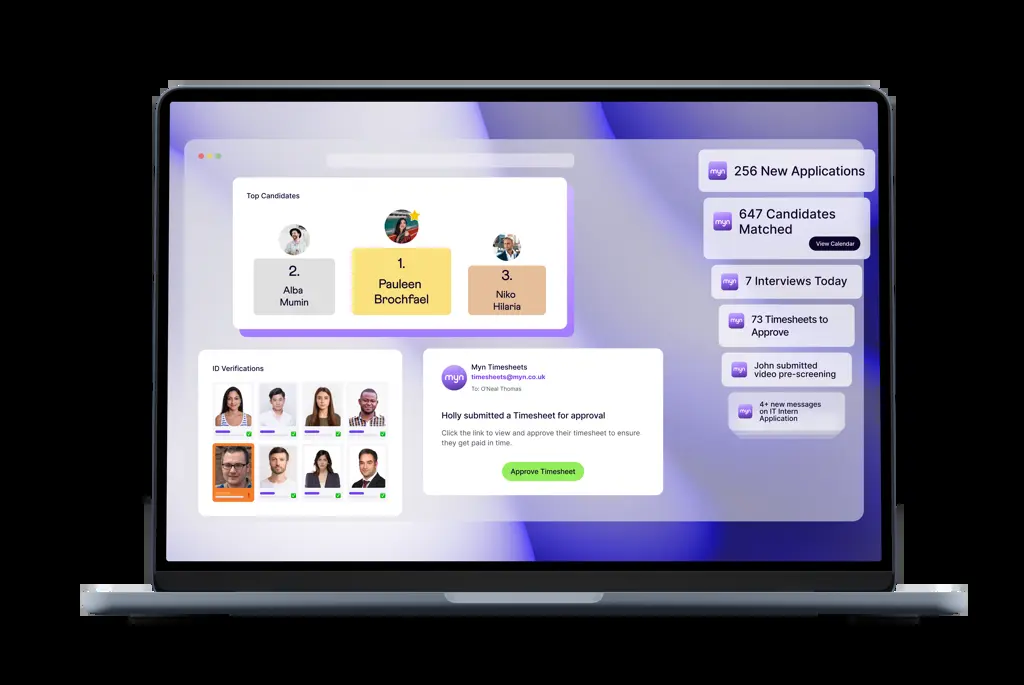 Top Candidates
1.
Pauleen
Brochfael
2.
Alba
Mumin
3.
Niko
Hilaria
ID Verifications
myn
Myn Timesheets
timesheets@myn.co.uk
To: O'Neal Thomas
Holly submitted a Timesheet for approval
Click the link to view and approve their timesheet to ensure
they get paid in time.
Approve Timesheet
myn
256 New Applications
myn
647 Candidates
Matched
View Calendar
myn
7 Interviews Today
myn
73 Timesheets to
Approve
myn
John submitted
video pre-screening
myn
4+ new messages
on IT Intern
Application